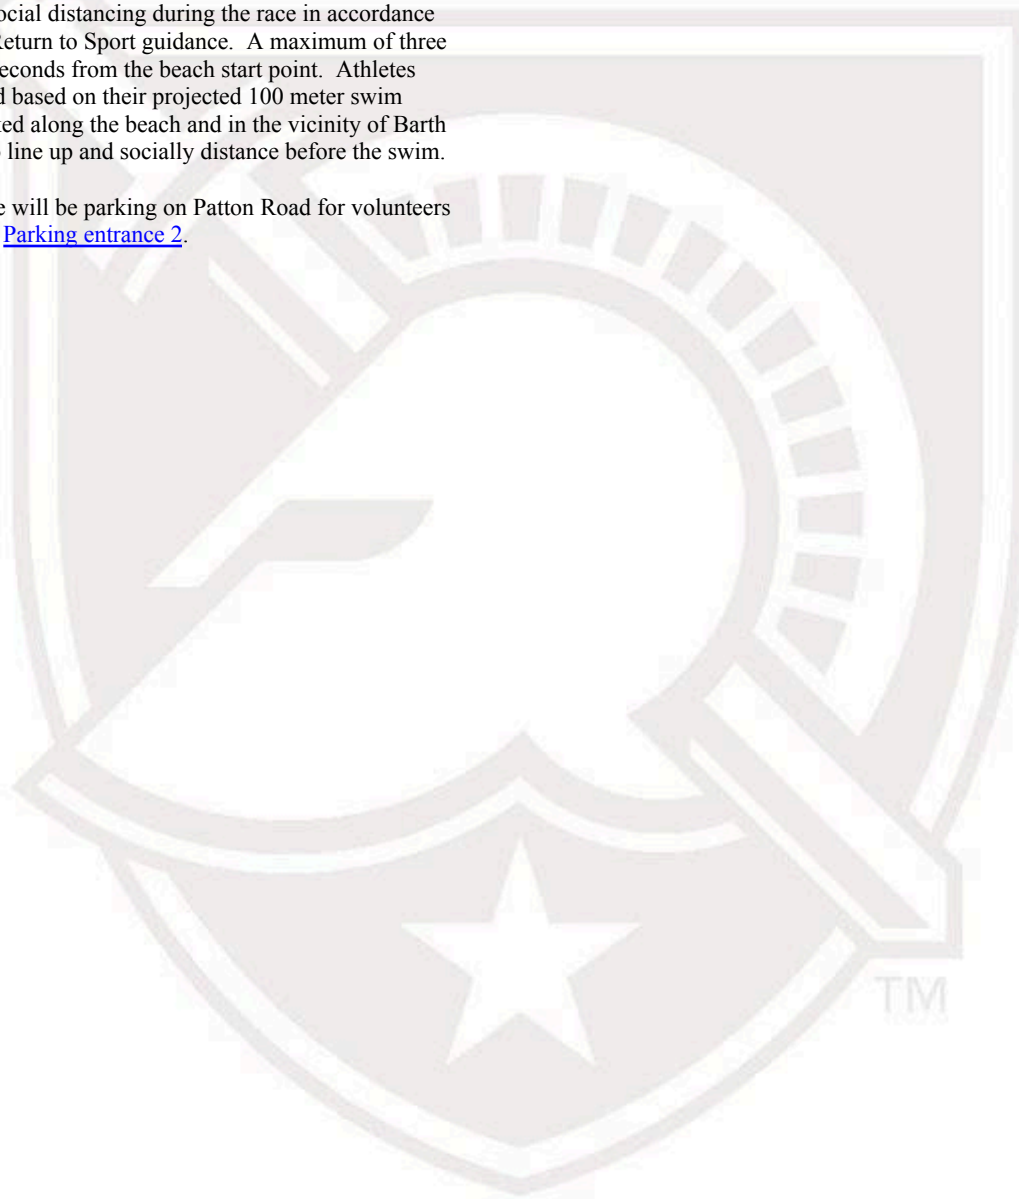 ocial distancing during the race in accordance
Return to Sport guidance.  A maximum of three
econds from the beach start point.  Athletes
d based on their projected 100 meter swim
ked along the beach and in the vicinity of Barth
o line up and socially distance before the swim.
e will be parking on Patton Road for volunteers
Parking entrance 2.
TM